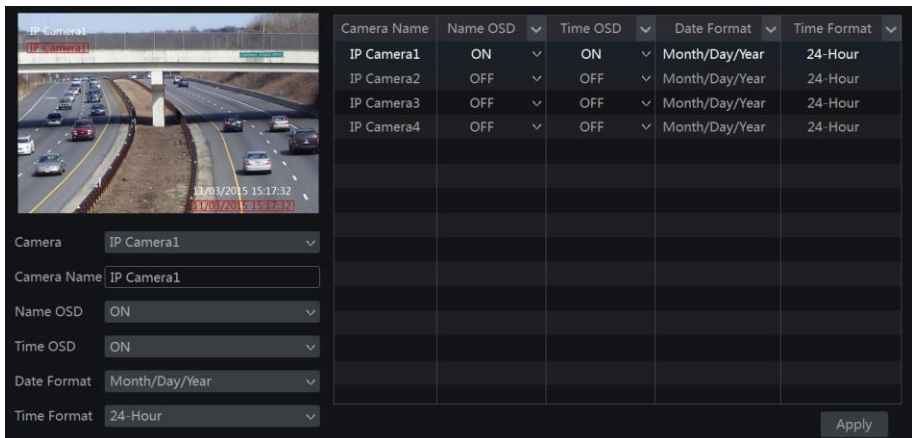 IP Camera1
IP Camera1
11/03/2015 15:17:32
11/03/2015 15:17:32
Camera IP Camera1
Camera Name IP Camera1
Name OSD ON
Time OSD ON
Date Format Month/Day/Year
Time Format 24-Hour
Camera Name Name OSD Time OSD Date Format Time Format
IP Camera1 ON ON Month/Day/Year 24-Hour
IP Camera2 OFF OFF Month/Day/Year 24-Hour
IP Camera3 OFF OFF Month/Day/Year 24-Hour
IP Camera4 OFF OFF Month/Day/Year 24-Hour
Apply